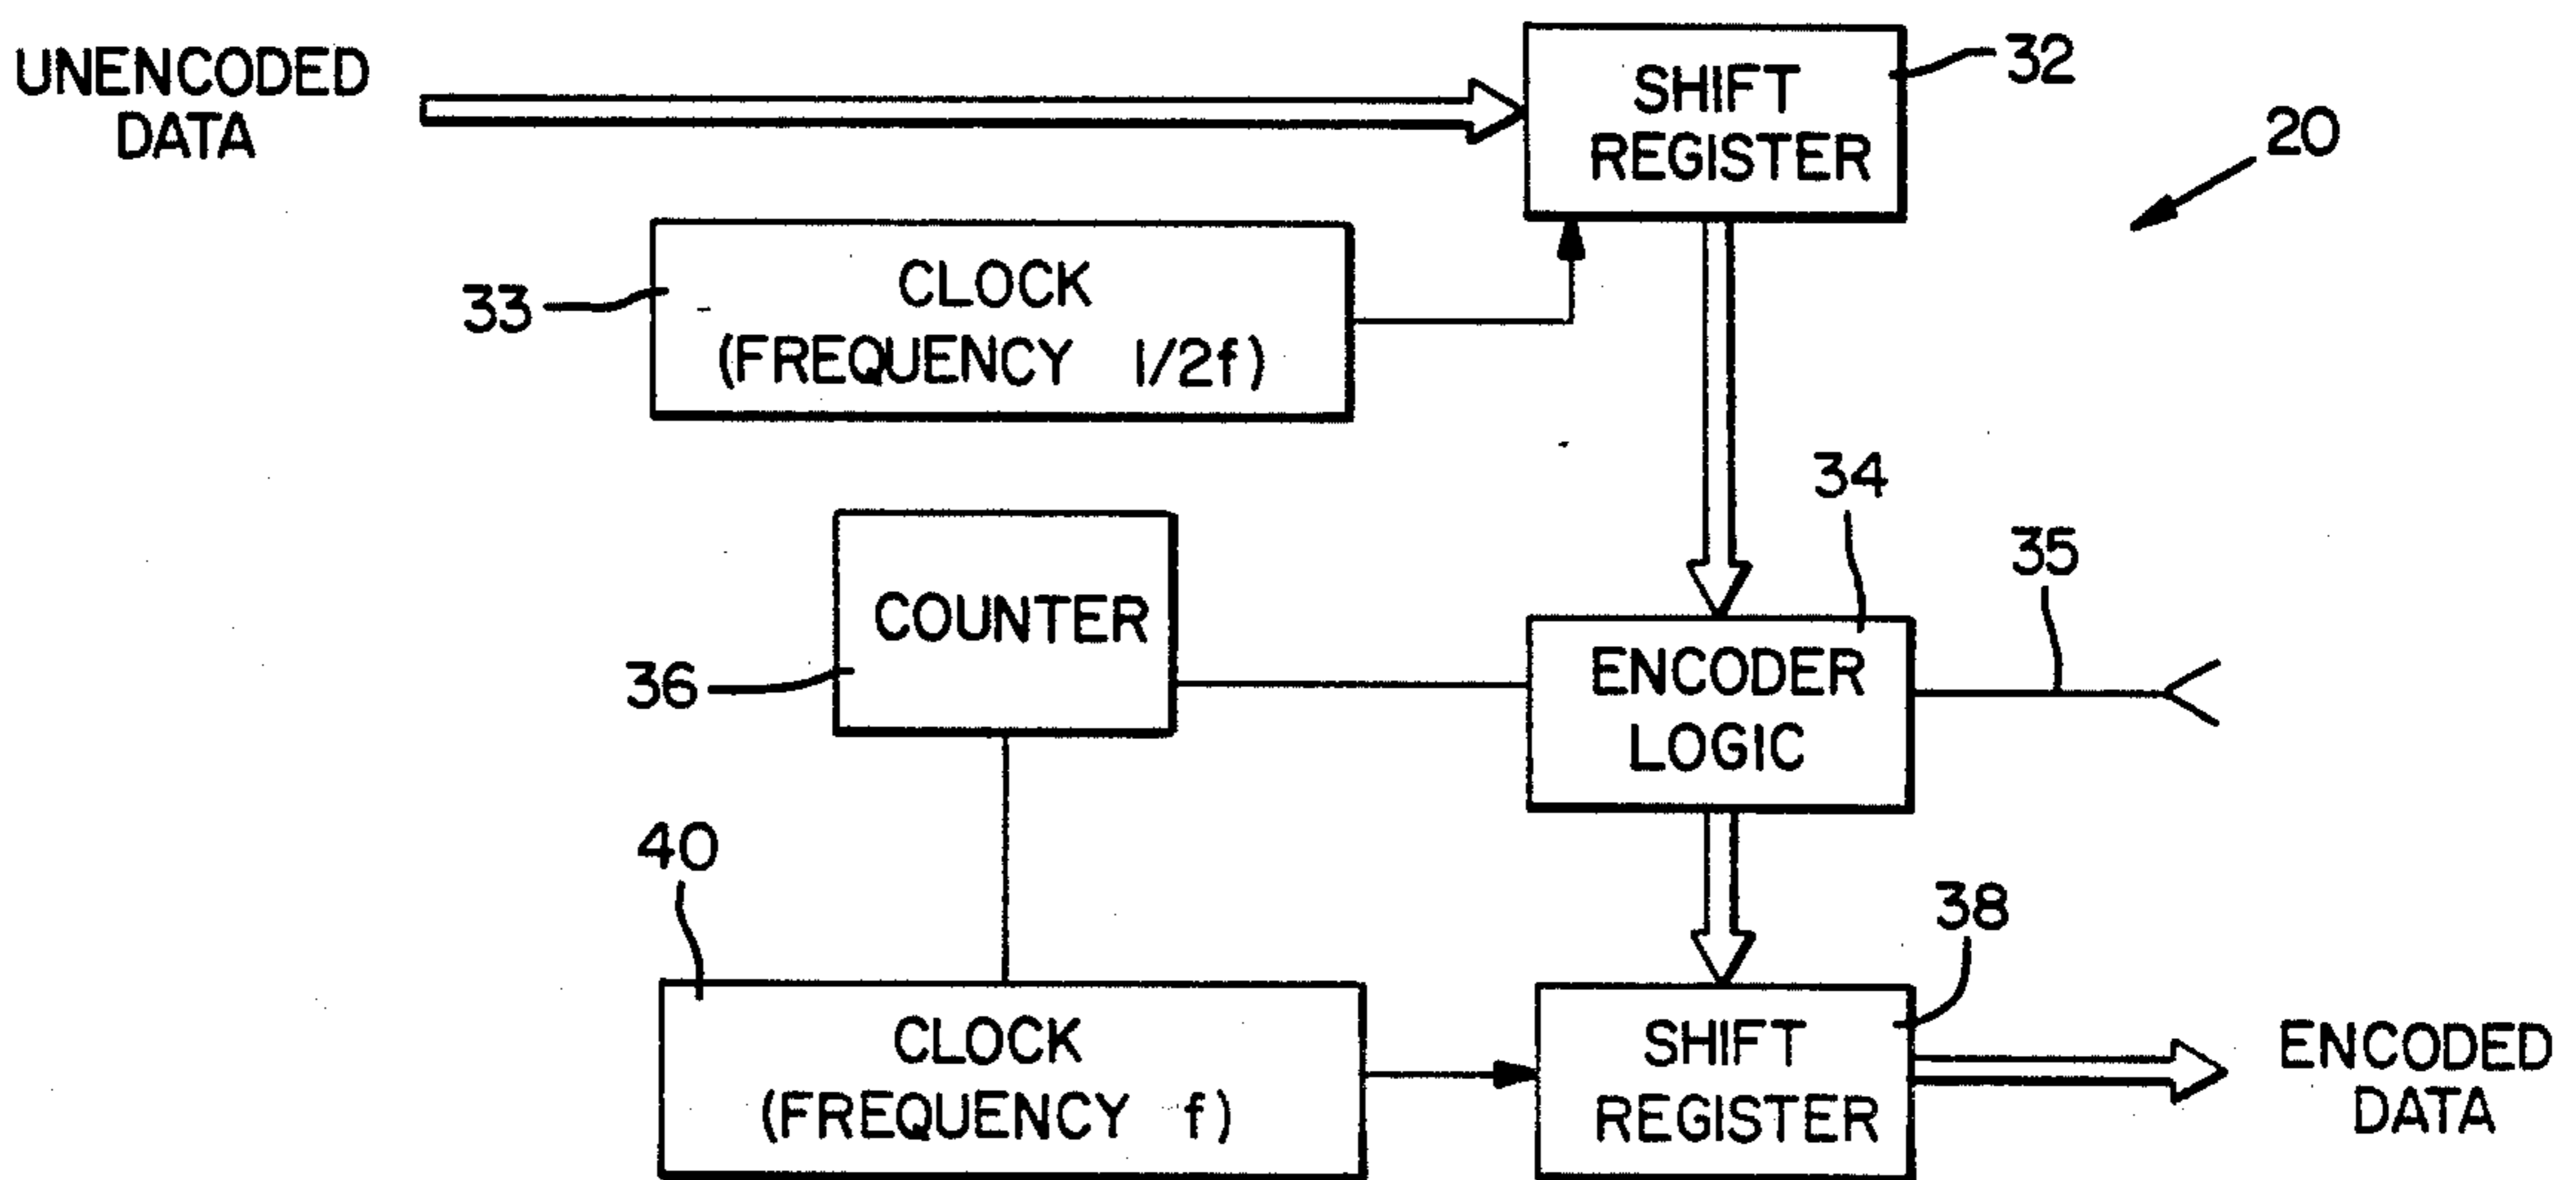 UNENCODED
DATA
SHIFT
REGISTER
32
20
33
CLOCK
(FREQUENCY 1/2f)
34
35
COUNTER
36
ENCODER
LOGIC
40
38
CLOCK
(FREQUENCY f)
SHIFT
REGISTER
ENCODED
DATA